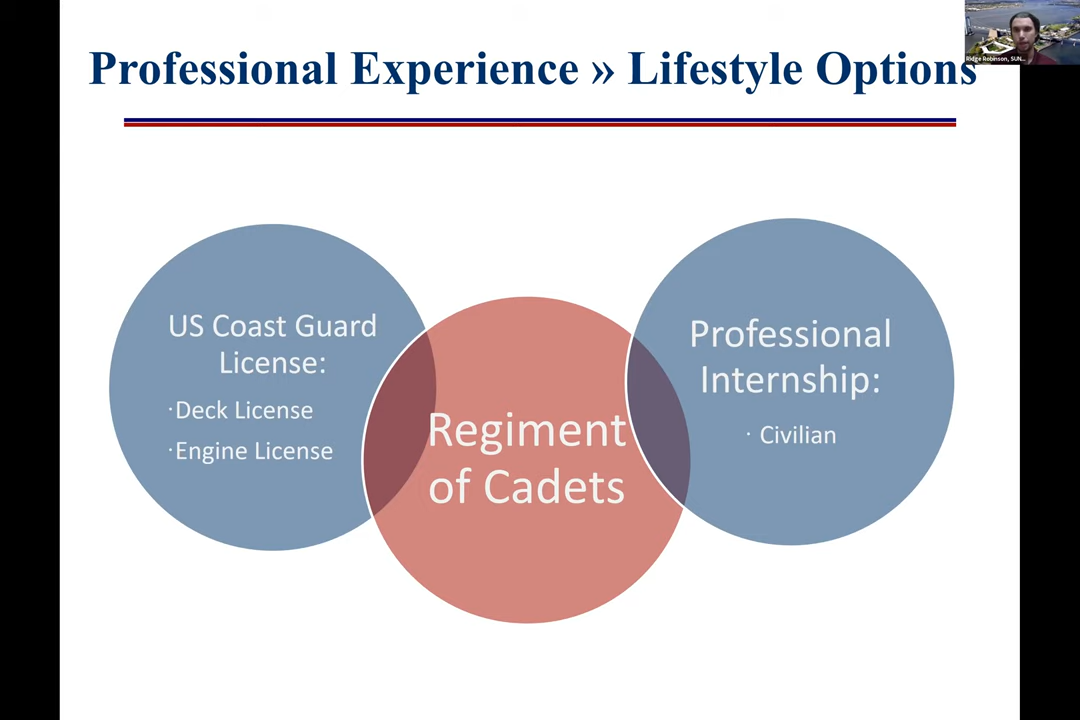 Professional Experience » Lifestyle Options
Ridge Robinson, SUN...
US Coast Guard
License:
·Deck License
·Engine License
Regiment
of Cadets
Professional
Internship:
· Civilian